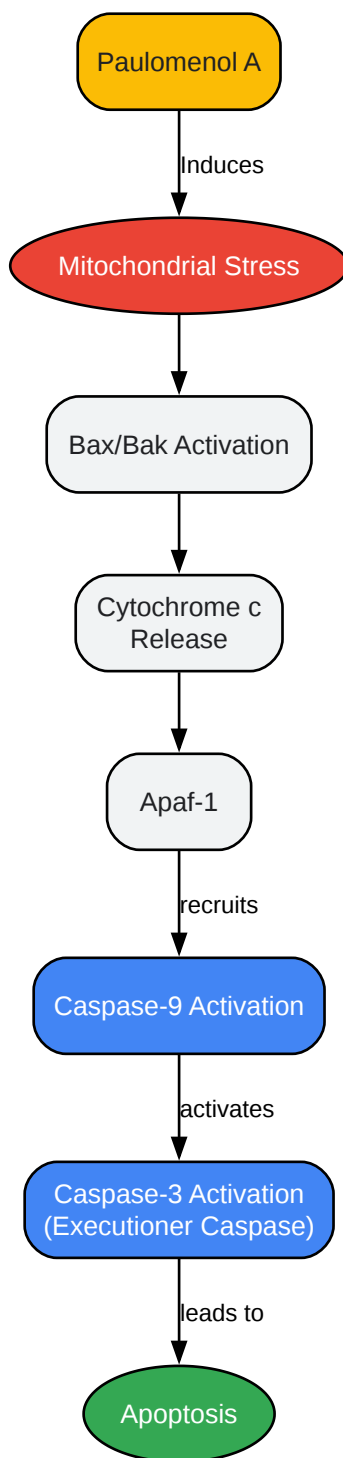 Paulomenol A
Induces
Mitochondrial Stress
Bax/Bak Activation
Cytochrome c
Release
Apaf-1
recruits
Caspase-9 Activation
activates
Caspase-3 Activation
(Executioner Caspase)
leads to
Apoptosis